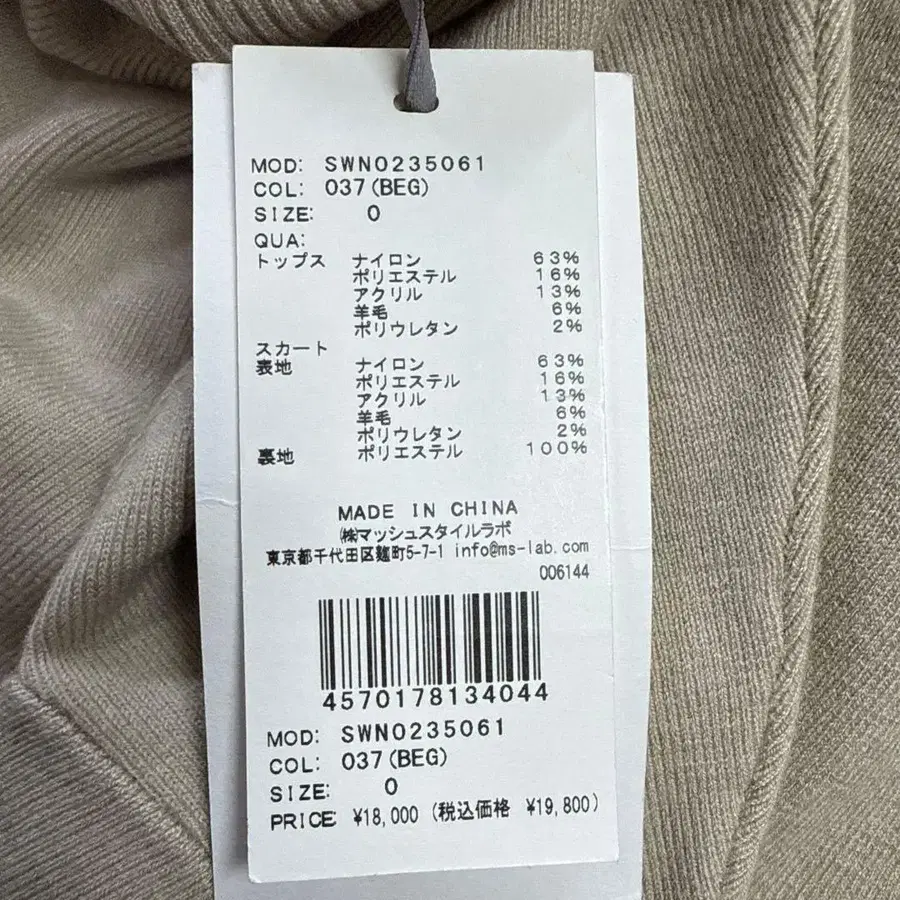 MOD: SWN0235061
COL: 037(BEG)
SIZE: 0
QUA:
トップス ナイロン 63%
ポリエステル 16%
アクリル 13%
羊毛 6%
ポリウレタン 2%
スカート
表地 ナイロン 63%
ポリエステル 16%
アクリル 13%
羊毛 6%
ポリウレタン 2%
裏地 ポリエステル 100%
MADE IN CHINA
㈱マッシュスタイルラボ
東京都千代田区麹町5-7-1 info@ms-lab.com
006144
4570178134044
MOD: SWN0235061
COL: 037(BEG)
SIZE: 0
PRICE: ¥18,000 (税込価格 ¥19,800)